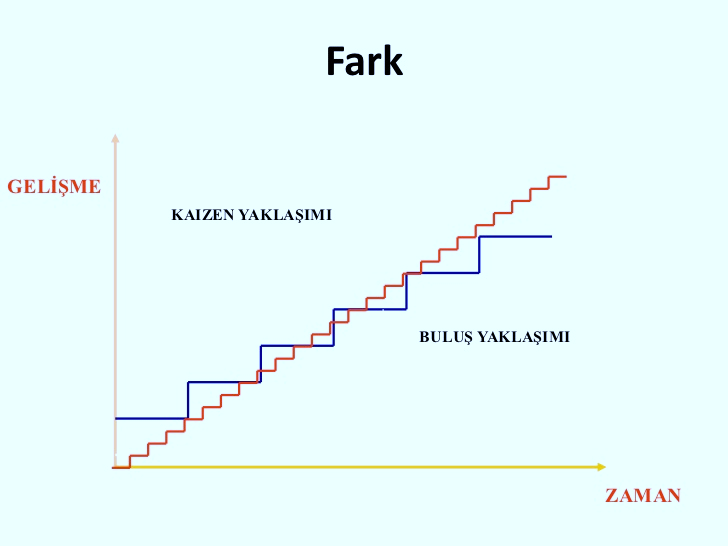 Fark
GELİŞME
KAIZEN YAKLAŞIMI
BULUŞ YAKLAŞIMI
ZAMAN